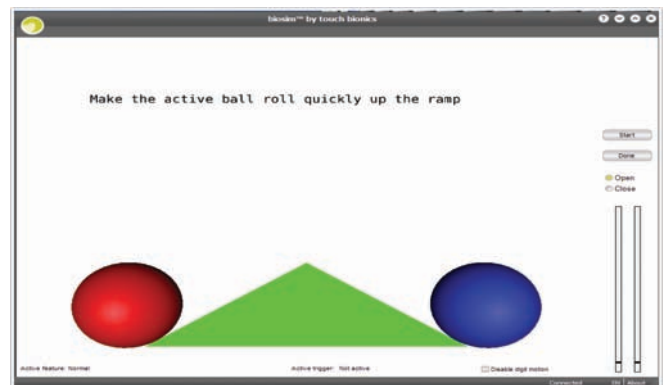 biosim™ by touch bionics
Make the active ball roll quickly up the ramp
Start
Done
Open
Close
Active feature: Normal
Active trigger: Not active
Disable digit motion
Connected
EN
About